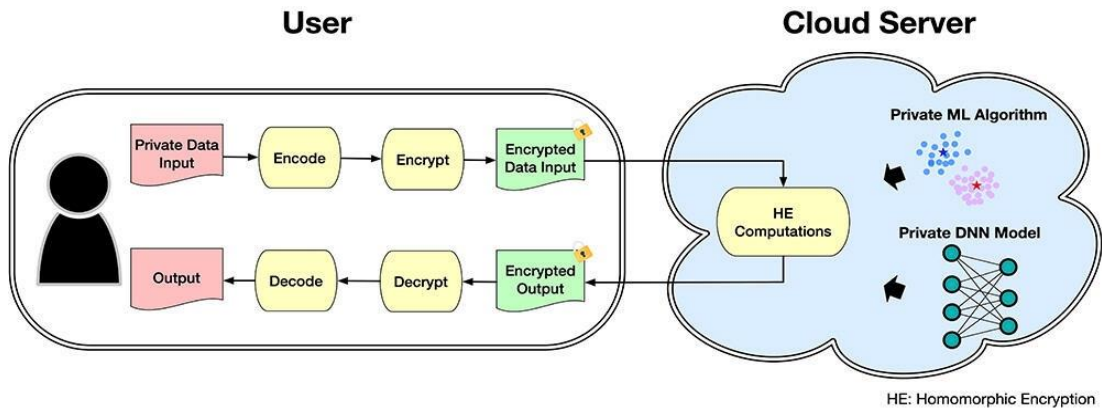 User
Cloud Server
Private Data
Input
Encode
Encrypt
Encrypted
Data Input
Private ML Algorithm
HE
Computations
Private DNN Model
Output
Decode
Decrypt
Encrypted
Output
HE: Homomorphic Encryption